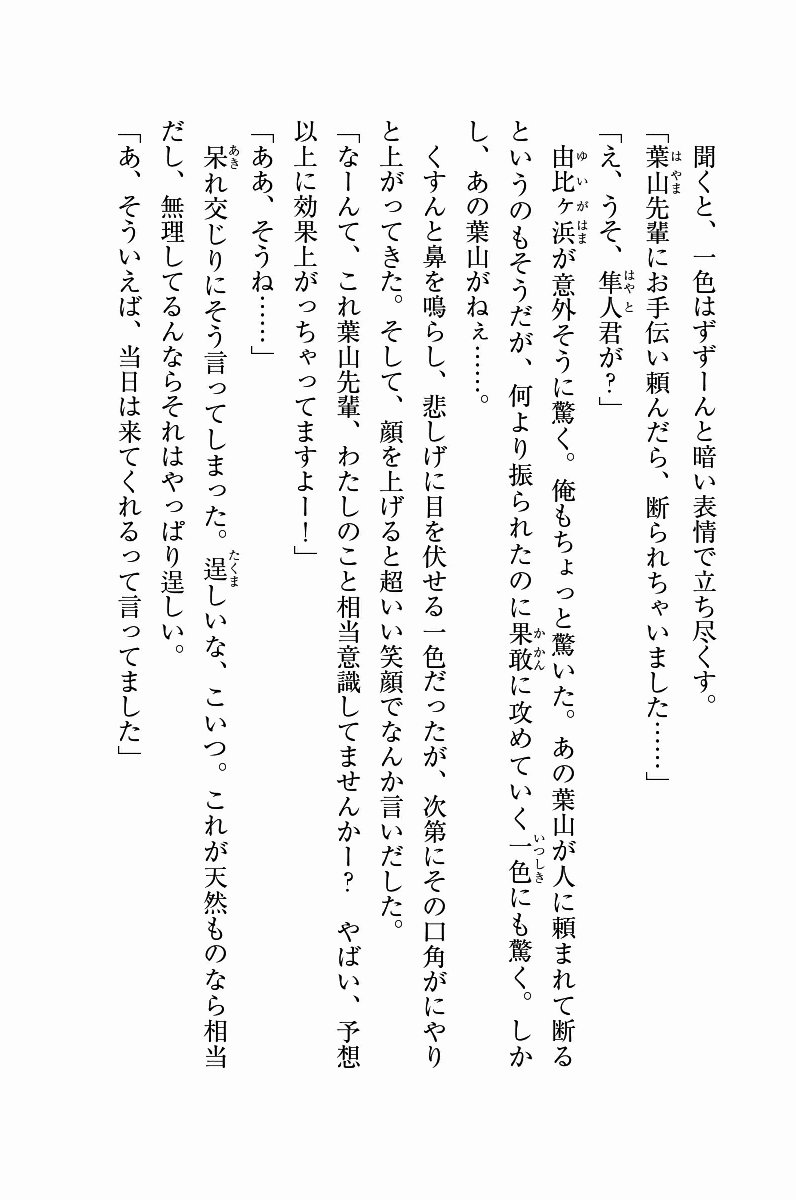 聞くと、一色はずずーんと暗い表情で立ち尽くす。
「葉山先輩にお手伝い頼んだら、断られちゃいました……」
「え、うそ、隼人君が？」
由比ヶ浜が意外そうに驚く。俺もちょっと驚いた。あの葉山が人に頼まれて断る
というのもそうだが、何より振られたのに果敢に攻めていく一色にも驚く。しか
し、あの葉山がねぇ……。
くすんと鼻を鳴らし、悲しげに目を伏せる一色だったが、次第にその口角がにやり
と上がってきた。そして、顔を上げると超いい笑顔でなんか言いだした。
「なーんて、これ葉山先輩、わたしのこと相当意識してませんかー？　やばい、予想
以上に効果上がっちゃってますよー！」
「ああ、そうね……」
呆れ交じりにそう言ってしまった。逞しいな、こいつ。これが天然ものなら相当
だし、無理してるんならそれはやっぱり逞しい。
「あ、そういえば、当日は来てくれるって言ってました」